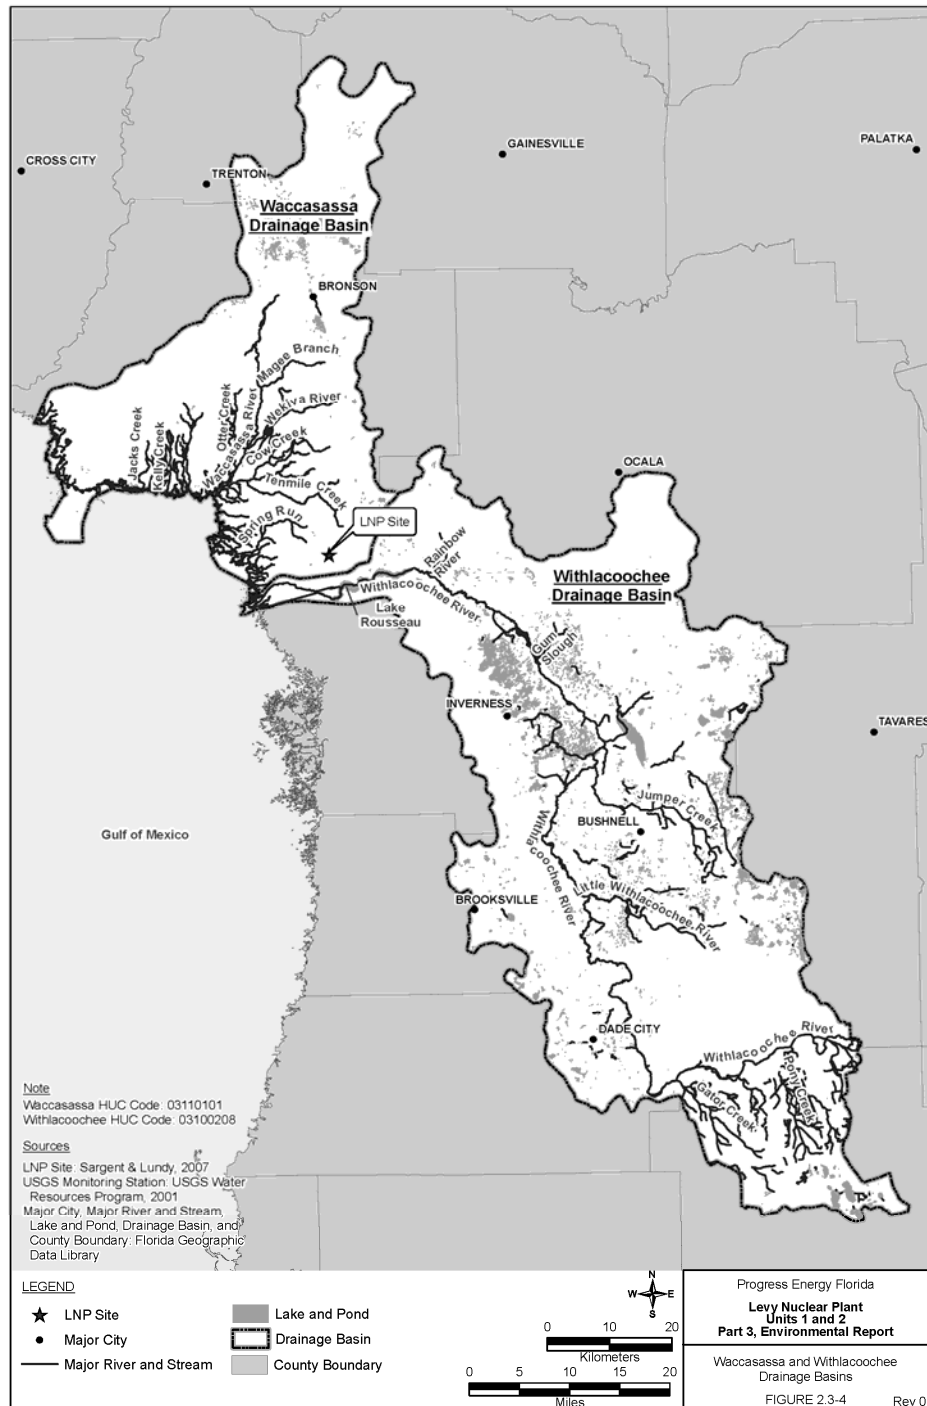 CROSS CITY
GAINESVILLE
PALATKA
TRENTON
Waccasassa
Drainage Basin
BRONSON
Magee Branch
Wekiva River
Otter Creek
Waccasassa River
Cow Creek
Jacks Creek
Kelly Creek
Tenmile Creek
Spring Run
LNP Site
OCALA
Rainbow
River
Withlacoochee
Drainage Basin
Withlacoochee River
Lake
Rousseau
Gum
Slough
INVERNESS
TAVARES
Jumper Creek
BUSHNELL
Withlacoochee River
Gulf of Mexico
Little Withlacoochee River
BROOKSVILLE
DADE CITY
Withlacoochee River
Pony Creek
Gator Creek
Note
Waccasassa HUC Code: 03110101
Withlacoochee HUC Code: 03100208
Sources
LNP Site: Sargent & Lundy, 2007
USGS Monitoring Station: USGS Water
Resources Program, 2001
Major City, Major River and Stream,
Lake and Pond, Drainage Basin, and
County Boundary: Florida Geographic
Data Library
LEGEND
LNP Site
Major City
Major River and Stream
Lake and Pond
Drainage Basin
County Boundary
N
W E
S
0 10 20
Kilometers
0 5 10 15 20
Miles
Progress Energy Florida
Levy Nuclear Plant
Units 1 and 2
Part 3, Environmental Report
Waccasassa and Withlacoochee
Drainage Basins
FIGURE 2.3-4 Rev 0